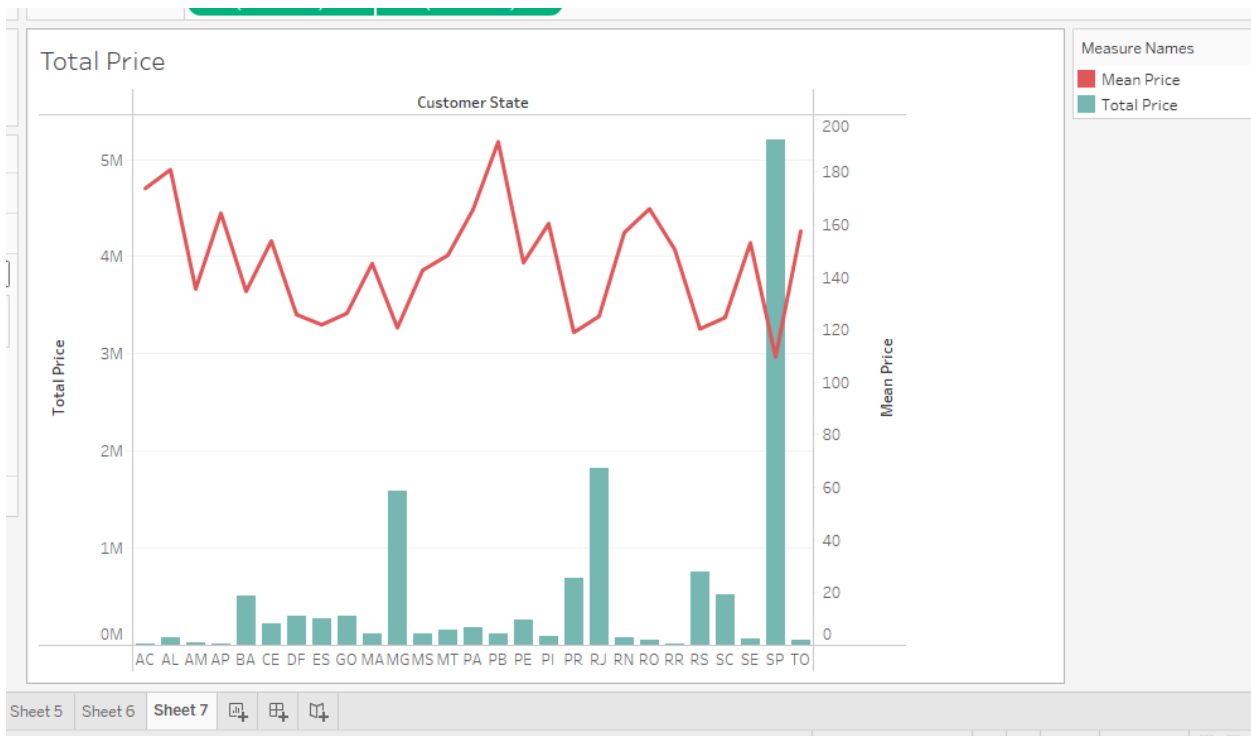 Total Price
Measure Names
Mean Price
Total Price
Customer State
5M
4M
3M
2M
1M
0M
Total Price
200
180
160
140
120
100
80
60
40
20
0
Mean Price
AC AL AM AP BA CE DF ES GO MA MG MS MT PA PB PE PI PR RJ RN RO RR RS SC SE SP TO
Sheet 5 Sheet 6 Sheet 7